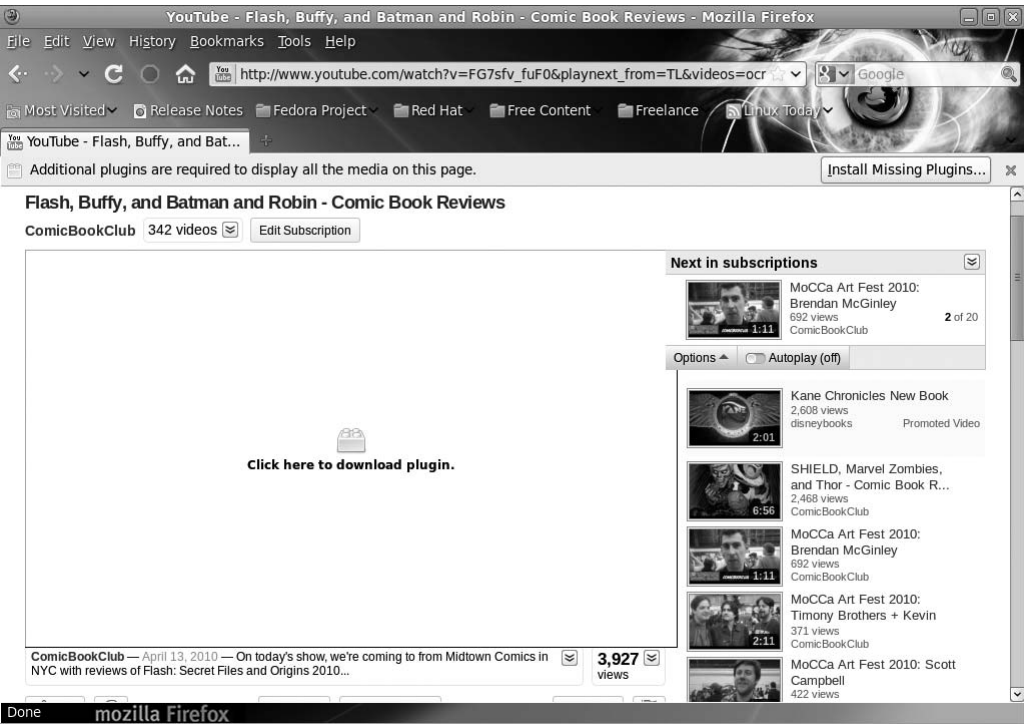 YouTube - Flash, Buffy, and Batman and Robin - Comic Book Reviews - Mozilla Firefox
File Edit View History Bookmarks Tools Help
You Tube http://www.youtube.com/watch?v=FG7sfv_fuF0&playnext_from=TL&videos=ocr Google
Most Visited Release Notes Fedora Project Red Hat Free Content Freelance Linux Today
You Tube YouTube - Flash, Buffy, and Bat...
Additional plugins are required to display all the media on this page. Install Missing Plugins...
Flash, Buffy, and Batman and Robin - Comic Book Reviews
ComicBookClub 342 videos Edit Subscription
Click here to download plugin.
ComicBookClub — April 13, 2010 — On today's show, we're coming to from Midtown Comics in
NYC with reviews of Flash: Secret Files and Origins 2010...
3,927
views
Next in subscriptions
MoCCa Art Fest 2010:
Brendan McGinley
692 views
ComicBookClub
2 of 20
1:11
Options Autoplay (off)
Kane Chronicles New Book
2,608 views
disneybooks Promoted Video
KANE
2:01
SHIELD, Marvel Zombies,
and Thor - Comic Book R...
2,468 views
ComicBookClub
6:56
MoCCa Art Fest 2010:
Brendan McGinley
692 views
ComicBookClub
1:11
MoCCa Art Fest 2010:
Timony Brothers + Kevin
371 views
ComicBookClub
2:11
MoCCa Art Fest 2010: Scott
Campbell
422 views
Done mozilla Firefox